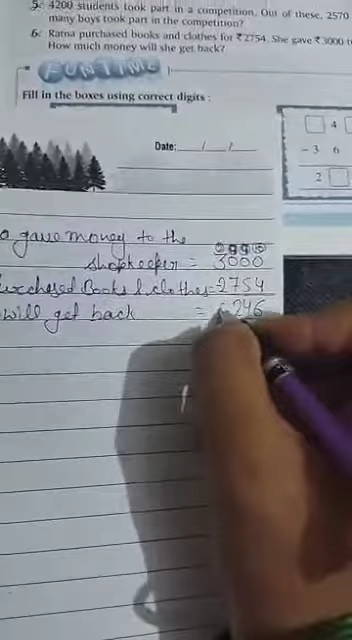 5. 4200 students took part in a competition. Out of these, 2570
many boys took part in the competition?
6. Ratna purchased books and clothes for ₹2754. She gave ₹3000 t
How much money will she get back?
FUN TIME
Fill in the boxes using correct digits :
4
- 3 6
2
Date: / /
gave money to the
shopkeeper = 3000
Books & clothes = 2754
will get back = 0246